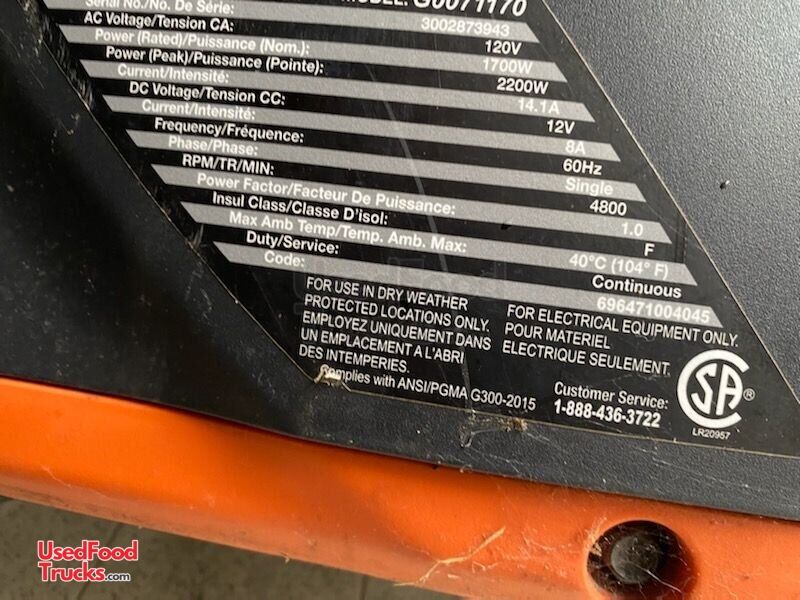 MODEL: G0071170
Serial No./No. De Série: 3002873943
AC Voltage/Tension CA: 120V
Power (Rated)/Puissance (Nom.): 1700W
Power (Peak)/Puissance (Pointe): 2200W
Current/Intensité: 14.1A
DC Voltage/Tension CC: 12V
Current/Intensité: 8A
Frequency/Fréquence: 60Hz
Phase/Phase: Single
RPM/TR/MIN: 4800
Power Factor/Facteur De Puissance: 1.0
Insul Class/Classe D'isol: F
Max Amb Temp/Temp. Amb. Max: 40°C (104° F)
Duty/Service: Continuous
Code: 696471004045
FOR USE IN DRY WEATHER
PROTECTED LOCATIONS ONLY.
EMPLOYEZ UNIQUEMENT DANS
UN EMPLACEMENT A L'ABRI
DES INTEMPERIES.
FOR ELECTRICAL EQUIPMENT ONLY.
POUR MATERIEL
ELECTRIQUE SEULEMENT.
Complies with ANSI/PGMA G300-2015
Customer Service:
1-888-436-3722
CSA®
LR20957
UsedFood
Trucks.com